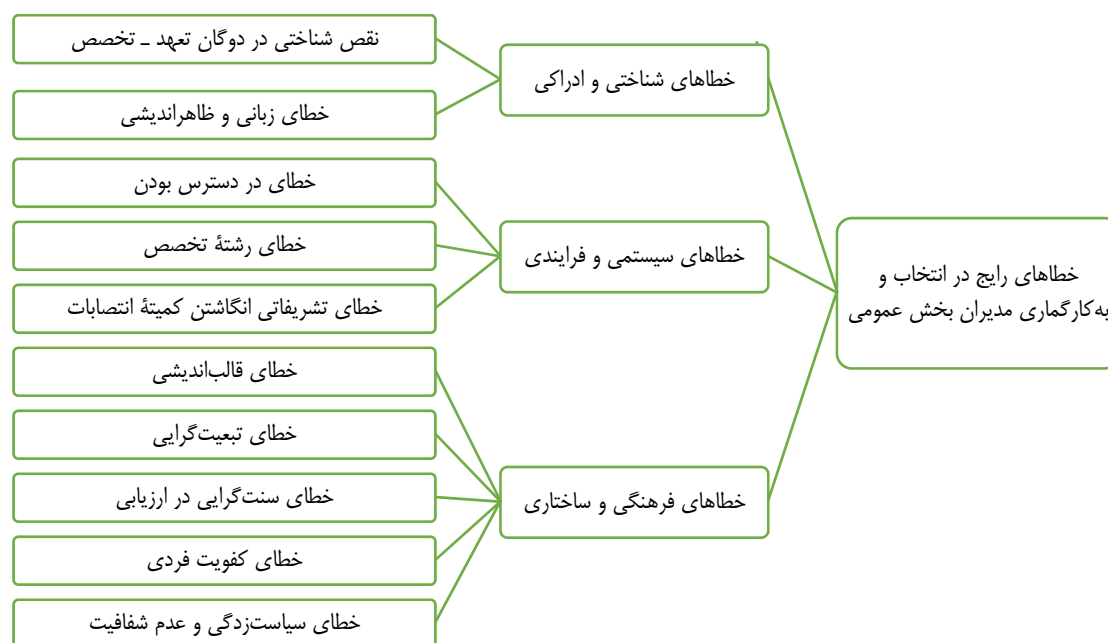 خطاهای رایج در انتخاب و
به‌کارگماری مدیران بخش عمومی
خطاهای شناختی و ادراکی
نقص شناختی در دوگان تعهد ـ تخصص
خطای زبانی و ظاهراندیشی
خطاهای سیستمی و فرایندی
خطای در دسترس بودن
خطای رشتهٔ تخصص
خطای تشریفاتی انگاشتن کمیتهٔ انتصابات
خطاهای فرهنگی و ساختاری
خطای قالب‌اندیشی
خطای تبعیت‌گرایی
خطای سنت‌گرایی در ارزیابی
خطای کفویت فردی
خطای سیاست‌زدگی و عدم شفافیت